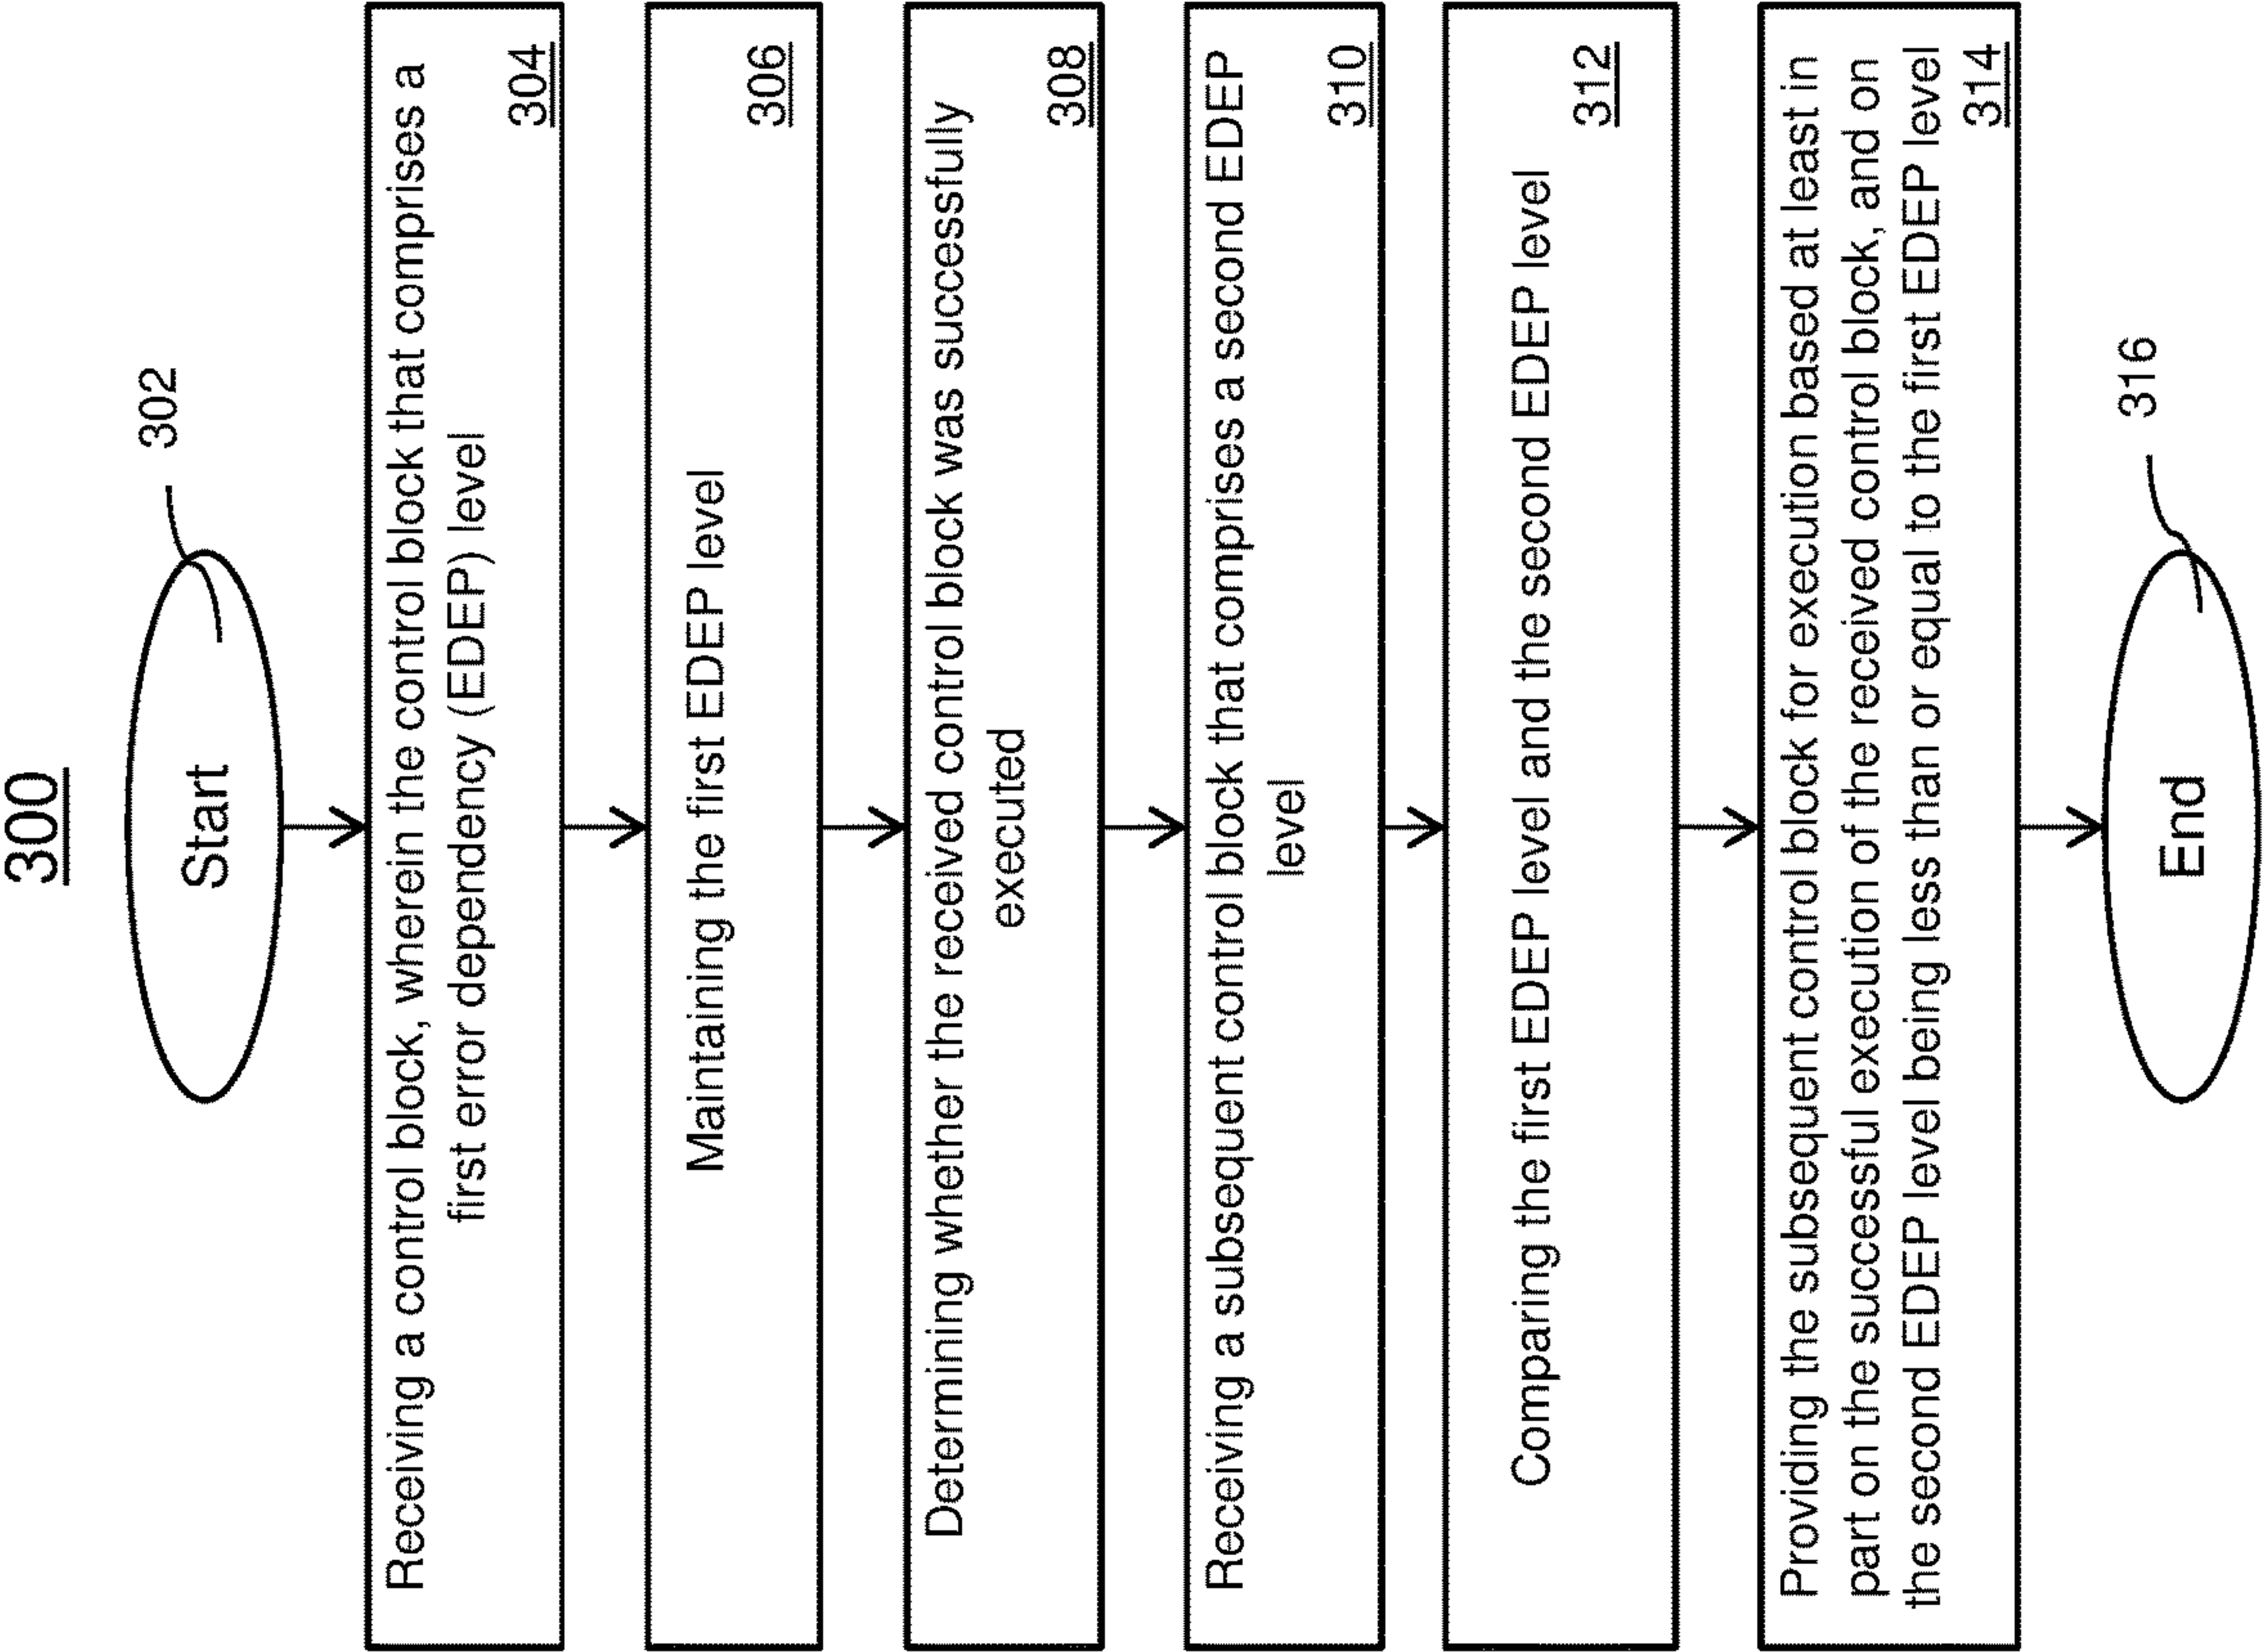 300
302
Start
Receiving a control block, wherein the control block that comprises a
first error dependency (EDEP) level
304
Maintaining the first EDEP level
306
Determining whether the received control block was successfully
executed
308
Receiving a subsequent control block that comprises a second EDEP
level
310
Comparing the first EDEP level and the second EDEP level
312
Providing the subsequent control block for execution based at least in
part on the successful execution of the received control block, and on
the second EDEP level being less than or equal to the first EDEP level
314
316
End